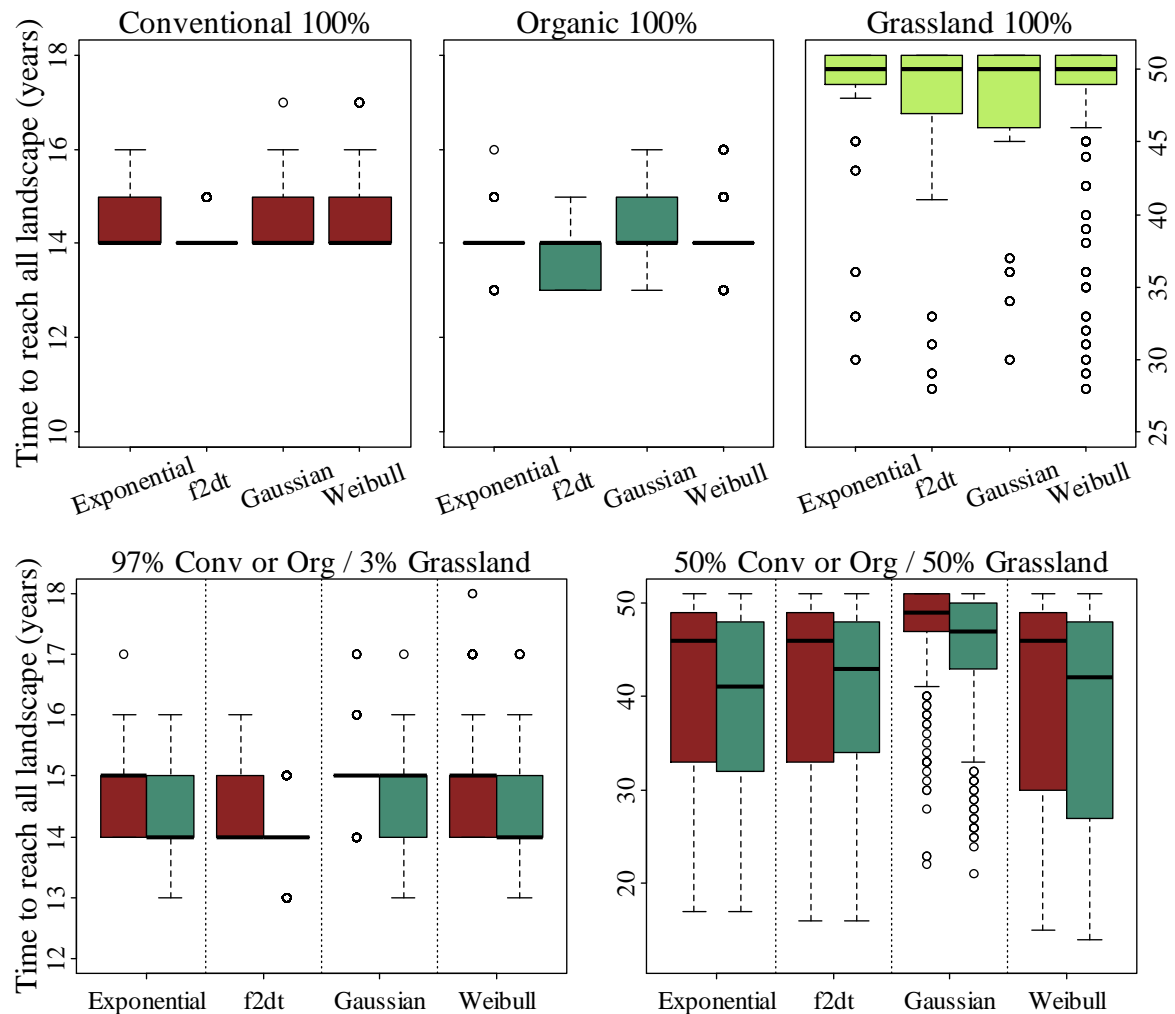 Conventional 100%
Organic 100%
Grassland 100%
Time to reach all landscape (years)
18
16
14
12
10
50
45
40
35
30
25
Exponential
f2dt
Gaussian
Weibull
Exponential
f2dt
Gaussian
Weibull
Exponential
f2dt
Gaussian
Weibull
97% Conv or Org / 3% Grassland
50% Conv or Org / 50% Grassland
Time to reach all landscape (years)
18
17
16
15
14
13
12
50
40
30
20
Exponential
f2dt
Gaussian
Weibull
Exponential
f2dt
Gaussian
Weibull